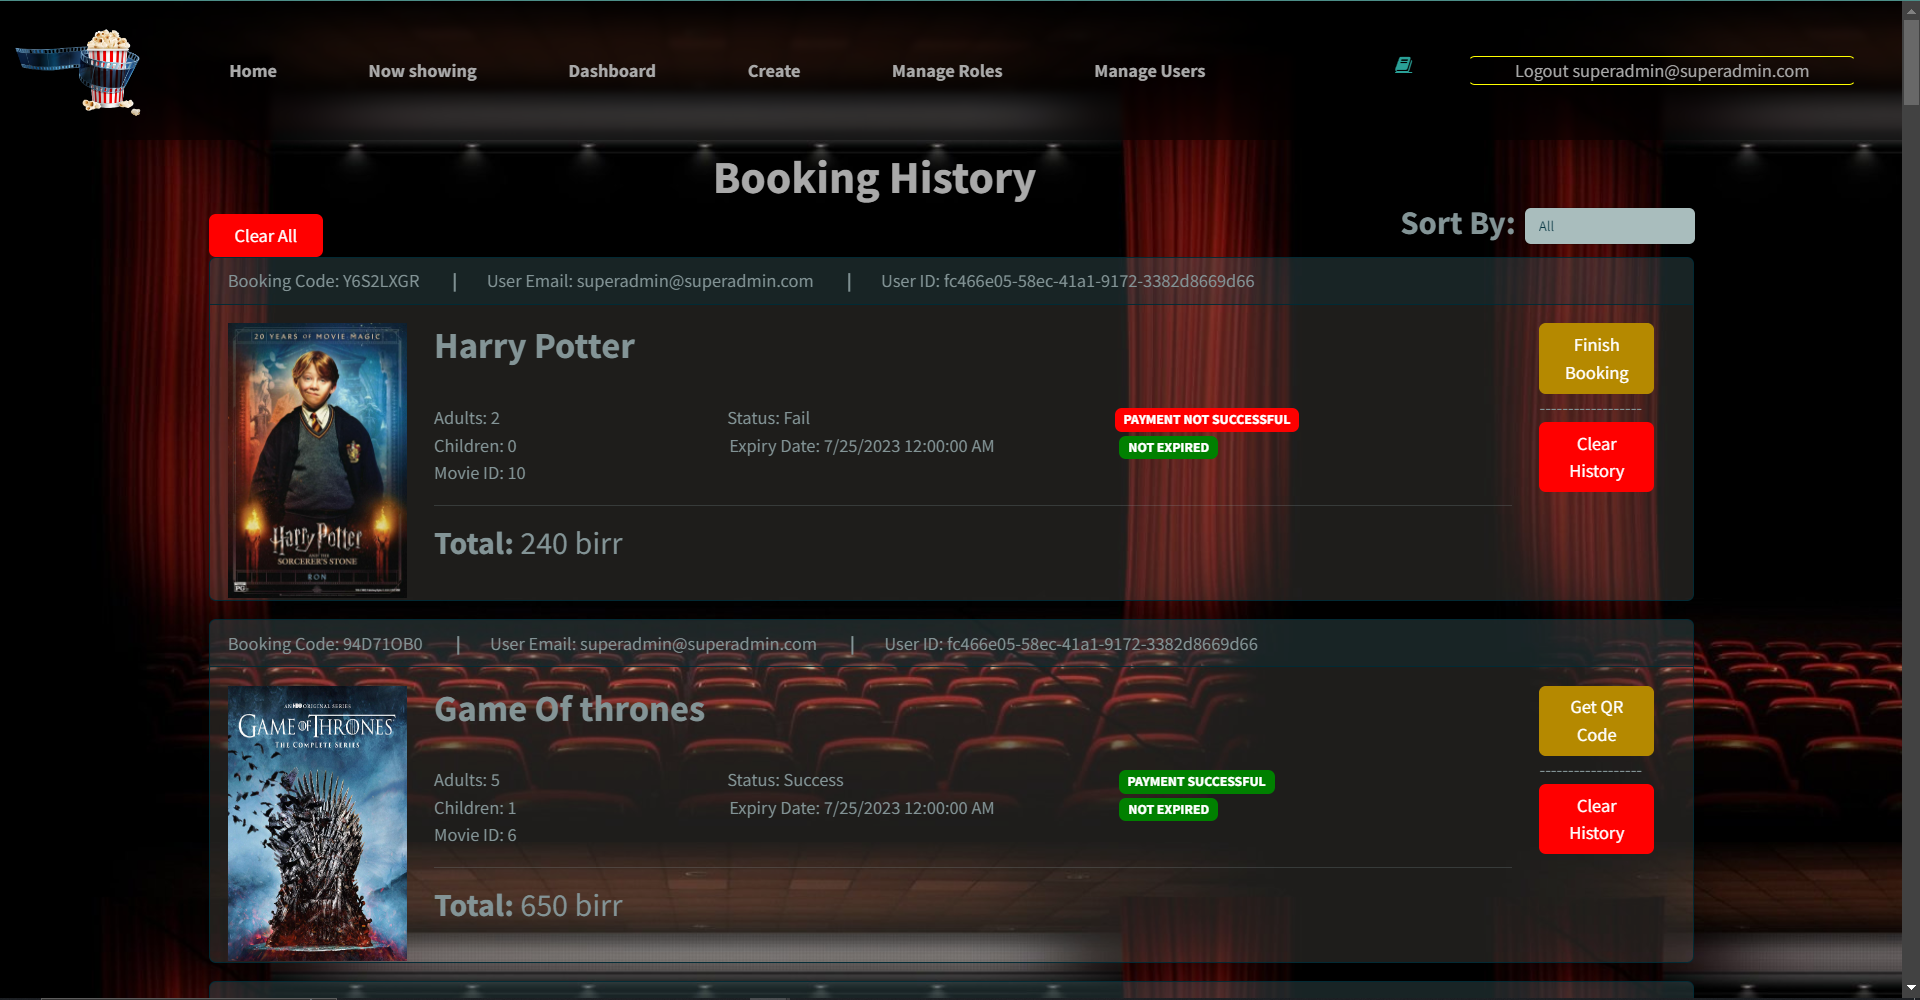 Home Now showing Dashboard Create Manage Roles Manage Users Logout superadmin@superadmin.com
Booking History
Clear All
Sort By: All
Booking Code: Y6S2LXGR | User Email: superadmin@superadmin.com | User ID: fc466e05-58ec-41a1-9172-3382d8669d66
20 YEARS OF MOVIE MAGIC
Harry Potter
AND THE
SORCERER'S STONE
RON
PG
Harry Potter
Adults: 2
Children: 0
Movie ID: 10
Status: Fail
Expiry Date: 7/25/2023 12:00:00 AM
PAYMENT NOT SUCCESSFUL
NOT EXPIRED
Total: 240 birr
Finish
Booking
------------------
Clear
History
Booking Code: 94D71OB0 | User Email: superadmin@superadmin.com | User ID: fc466e05-58ec-41a1-9172-3382d8669d66
AN HBO ORIGINAL SERIES
GAME OF THRONES
THE COMPLETE SERIES
Game Of thrones
Adults: 5
Children: 1
Movie ID: 6
Status: Success
Expiry Date: 7/25/2023 12:00:00 AM
PAYMENT SUCCESSFUL
NOT EXPIRED
Total: 650 birr
Get QR
Code
------------------
Clear
History